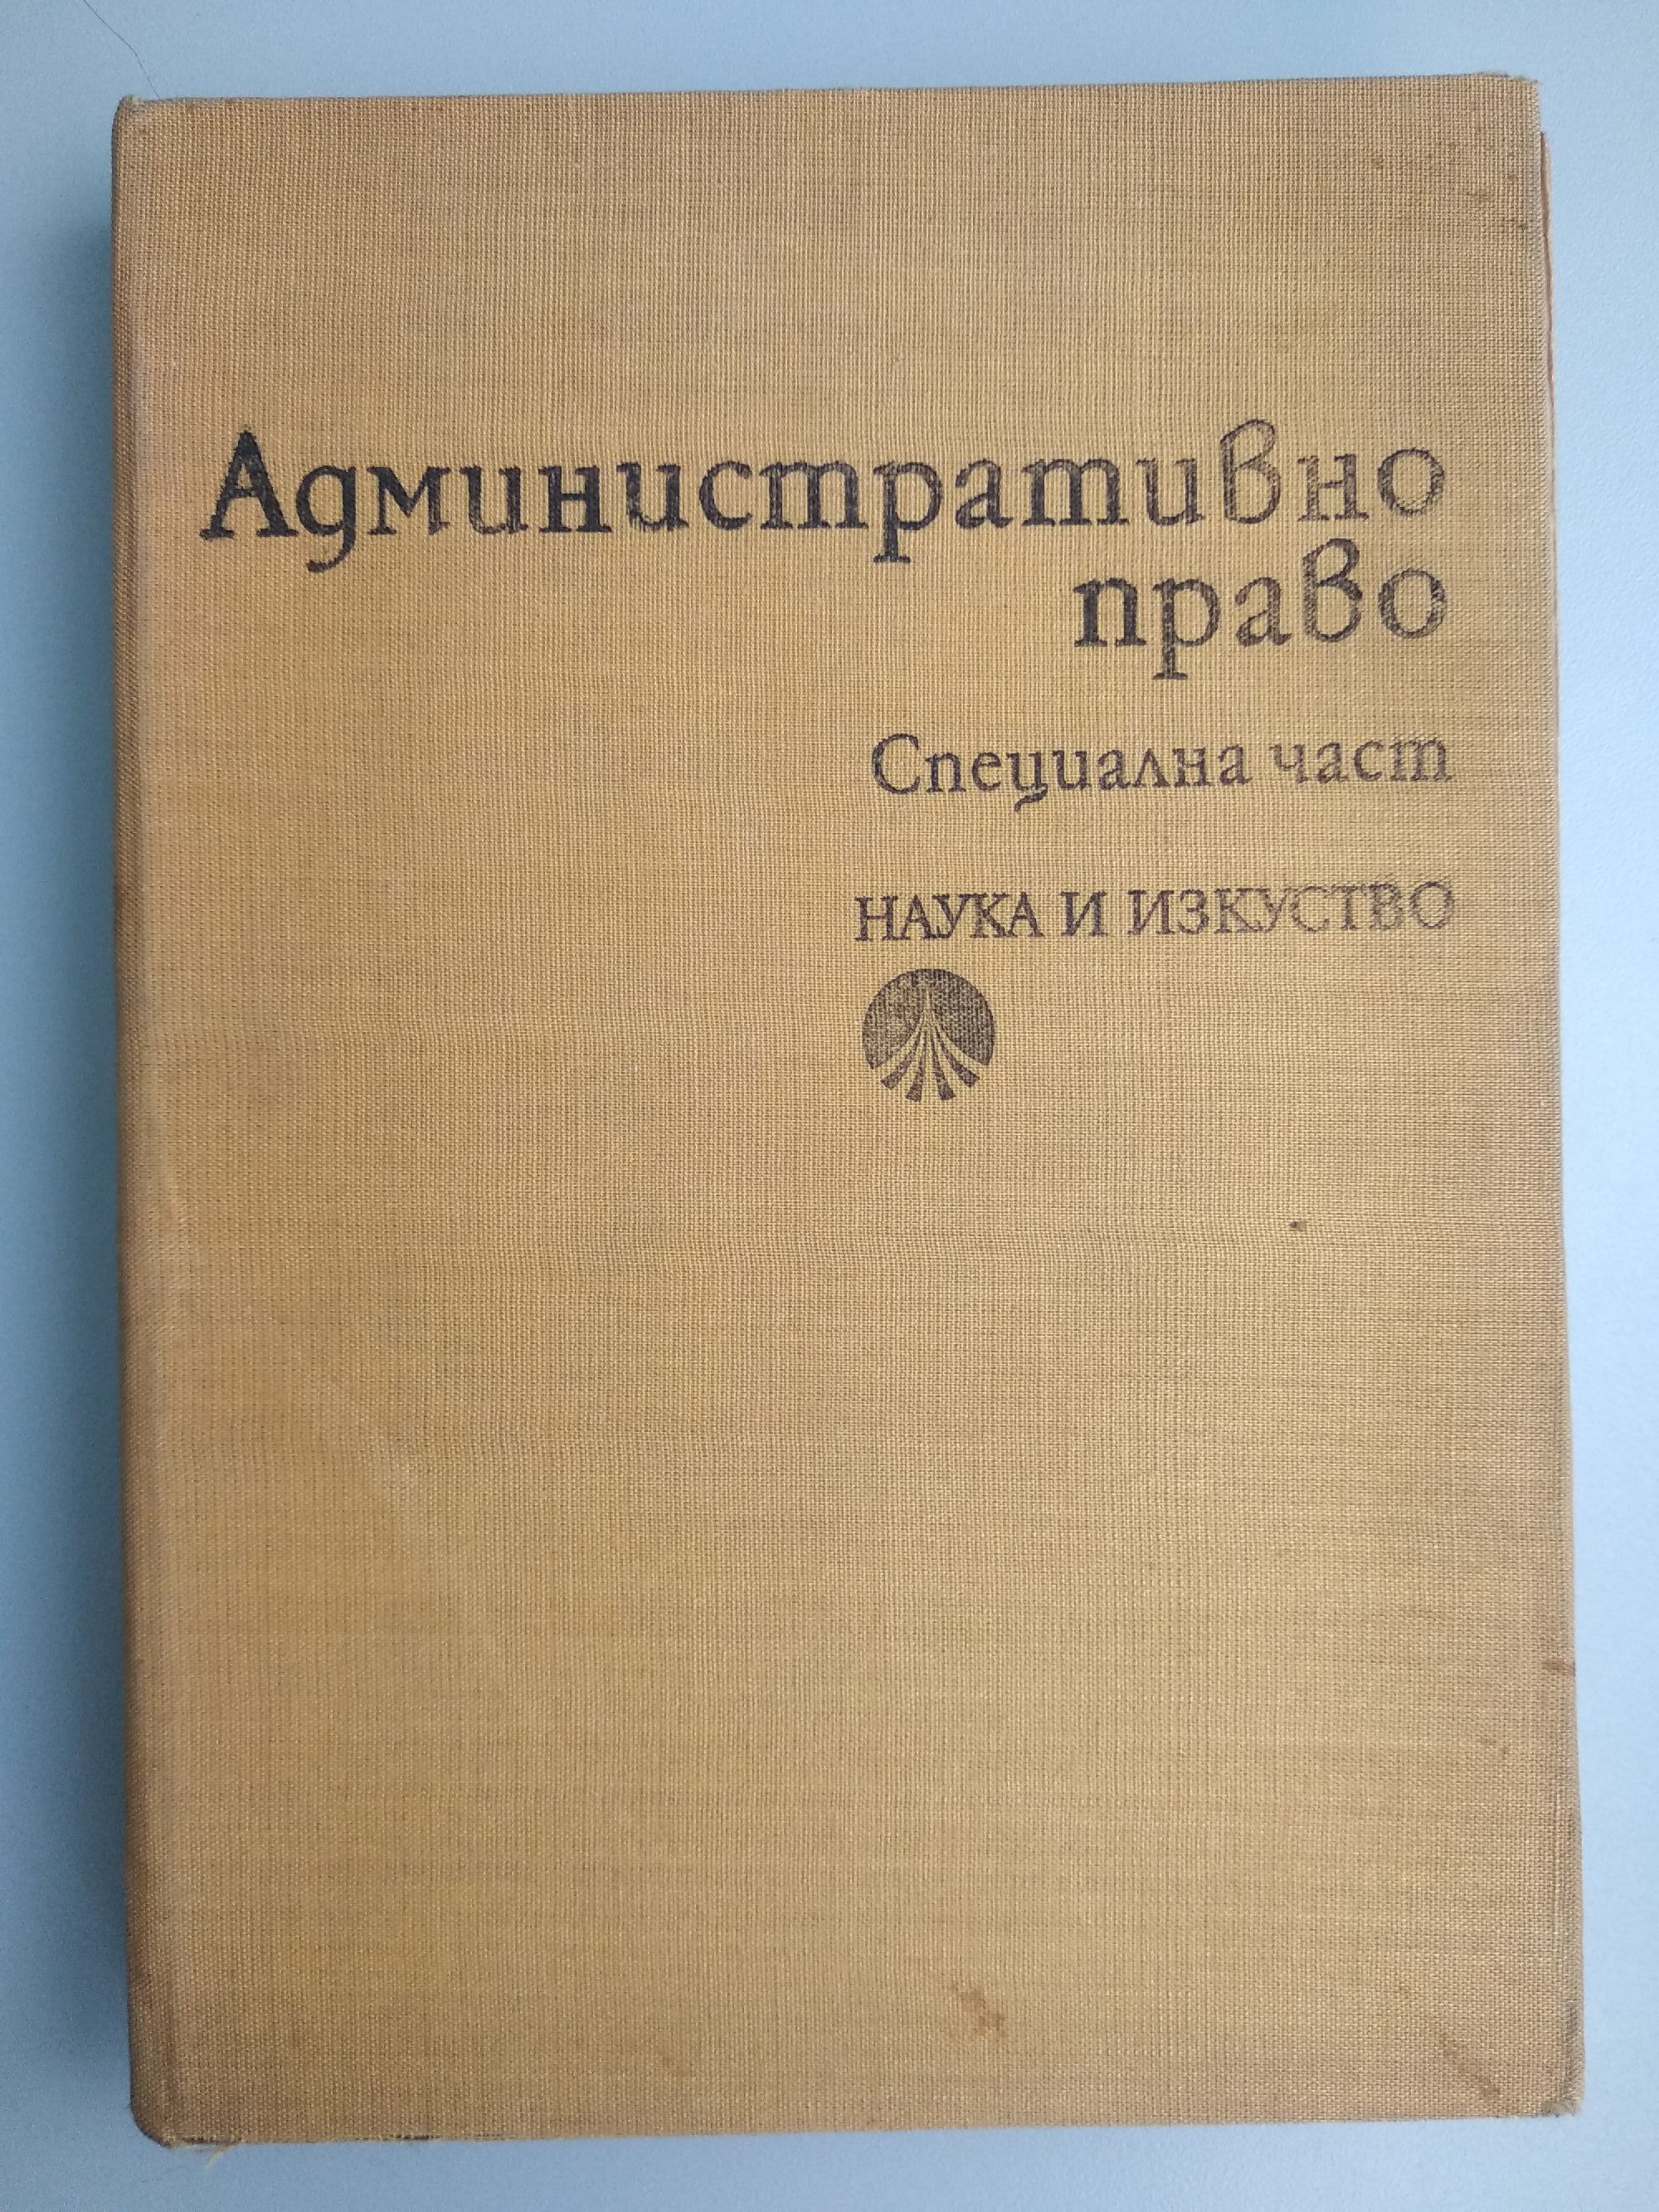 Административно
право
Специална част
НАУКА И ИЗКУСТВО